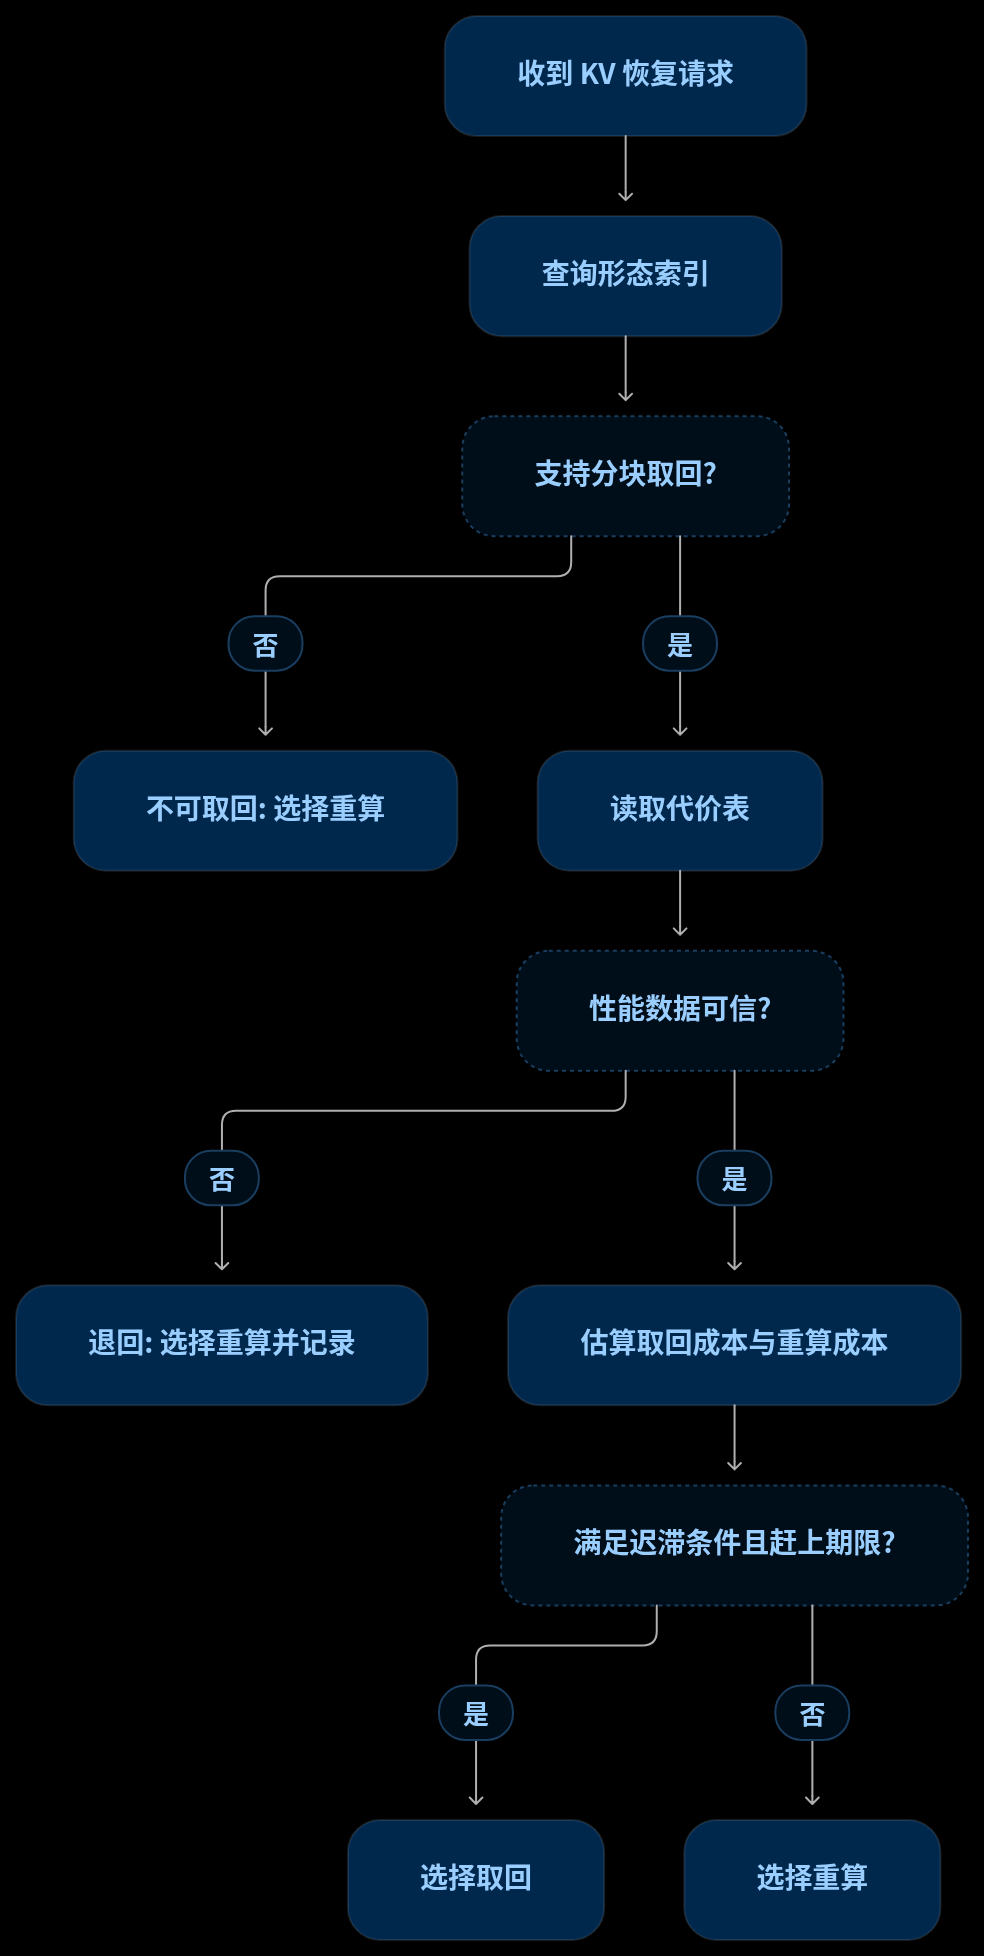 收到 KV 恢复请求
查询形态索引
支持分块取回?
否
是
不可取回: 选择重算
读取代价表
性能数据可信?
否
是
退回: 选择重算并记录
估算取回成本与重算成本
满足迟滞条件且赶上期限?
是
否
选择取回
选择重算